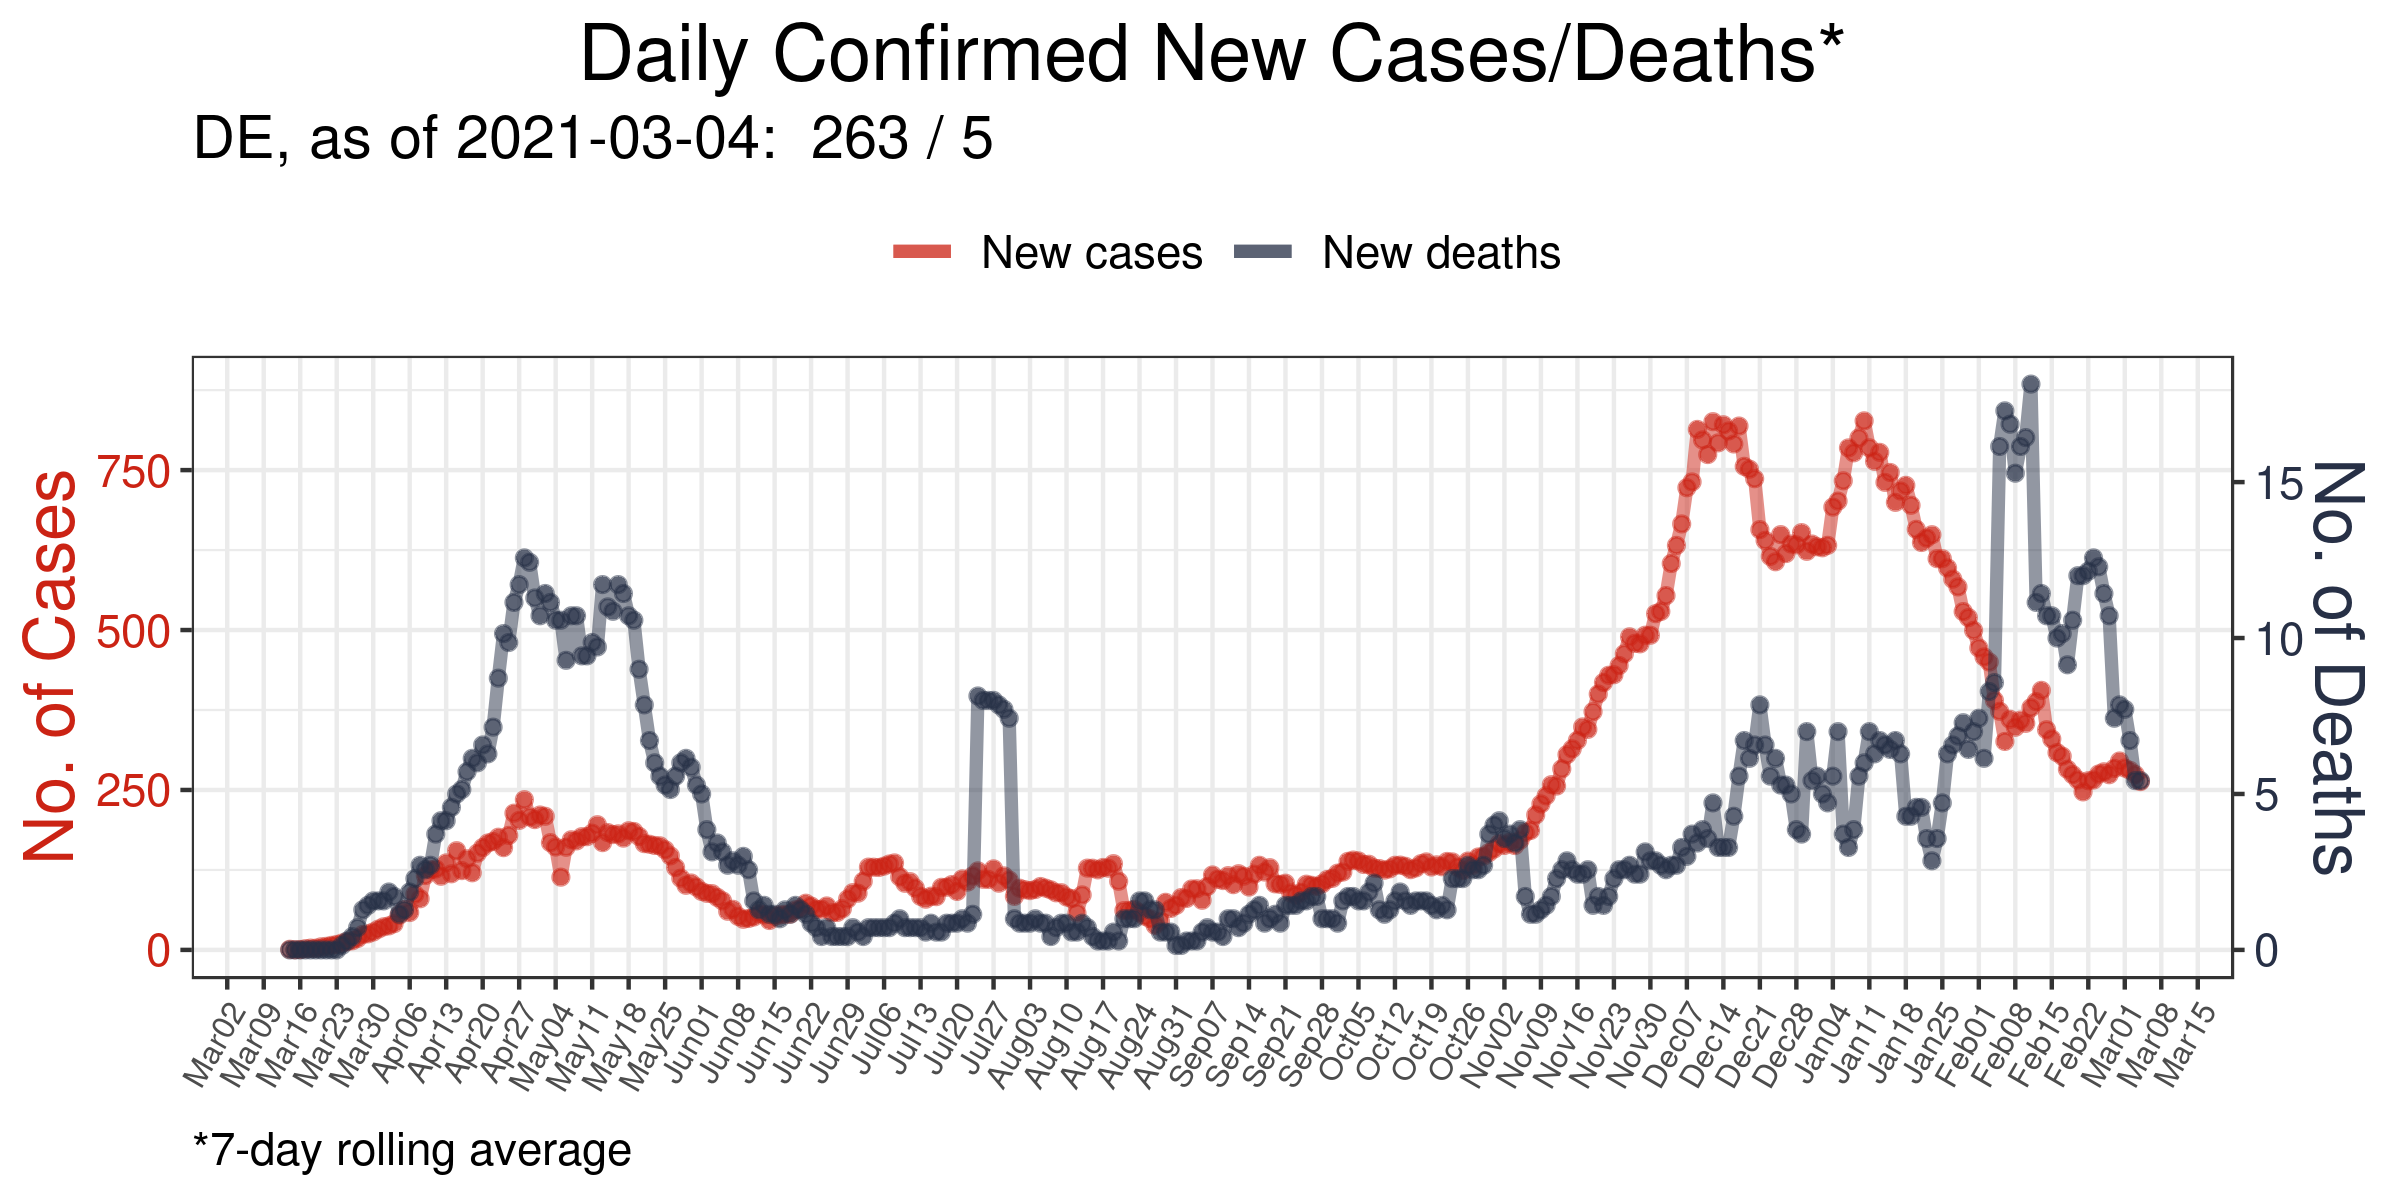 Daily Confirmed New Cases/Deaths*
DE, as of 2021-03-04:  263 / 5
New cases New deaths
No. of Cases
750
500
250
0
15
10
5
0
No. of Deaths
Mar02 Mar09 Mar16 Mar23 Mar30 Apr06 Apr13 Apr20 Apr27 May04 May11 May18 May25 Jun01 Jun08 Jun15 Jun22 Jun29 Jul06 Jul13 Jul20 Jul27 Aug03 Aug10 Aug17 Aug24 Aug31 Sep07 Sep14 Sep21 Sep28 Oct05 Oct12 Oct19 Oct26 Nov02 Nov09 Nov16 Nov23 Nov30 Dec07 Dec14 Dec21 Dec28 Jan04 Jan11 Jan18 Jan25 Feb01 Feb08 Feb15 Feb22 Mar01 Mar08 Mar15
*7-day rolling average